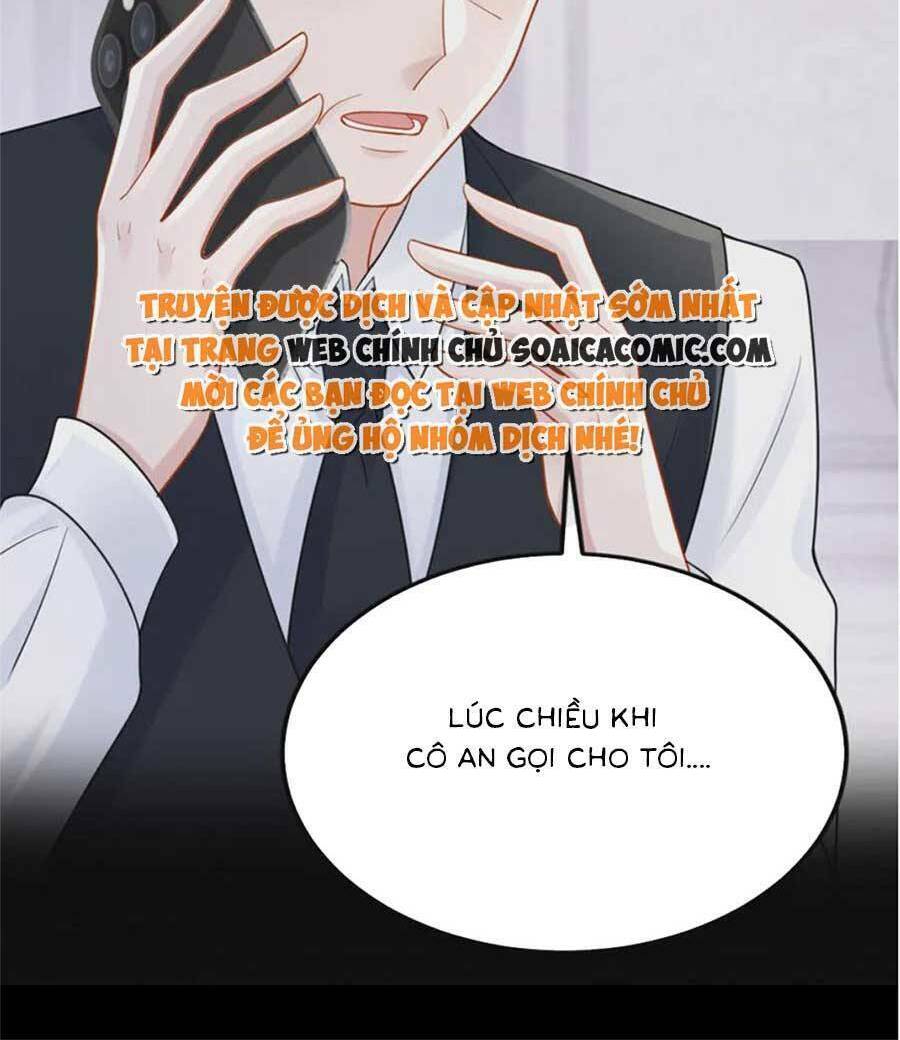 TRUYỆN ĐƯỢC DỊCH VÀ CẬP NHẬT SỚM NHẤT
TẠI TRANG WEB CHÍNH CHỦ SOAICACOMIC.COM
MỜI CÁC BẠN ĐỌC TẠI WEB CHÍNH CHỦ
ĐỂ ỦNG HỘ NHÓM DỊCH NHÉ!
LÚC CHIỀU KHI
CÔ AN GỌI CHO TÔI....